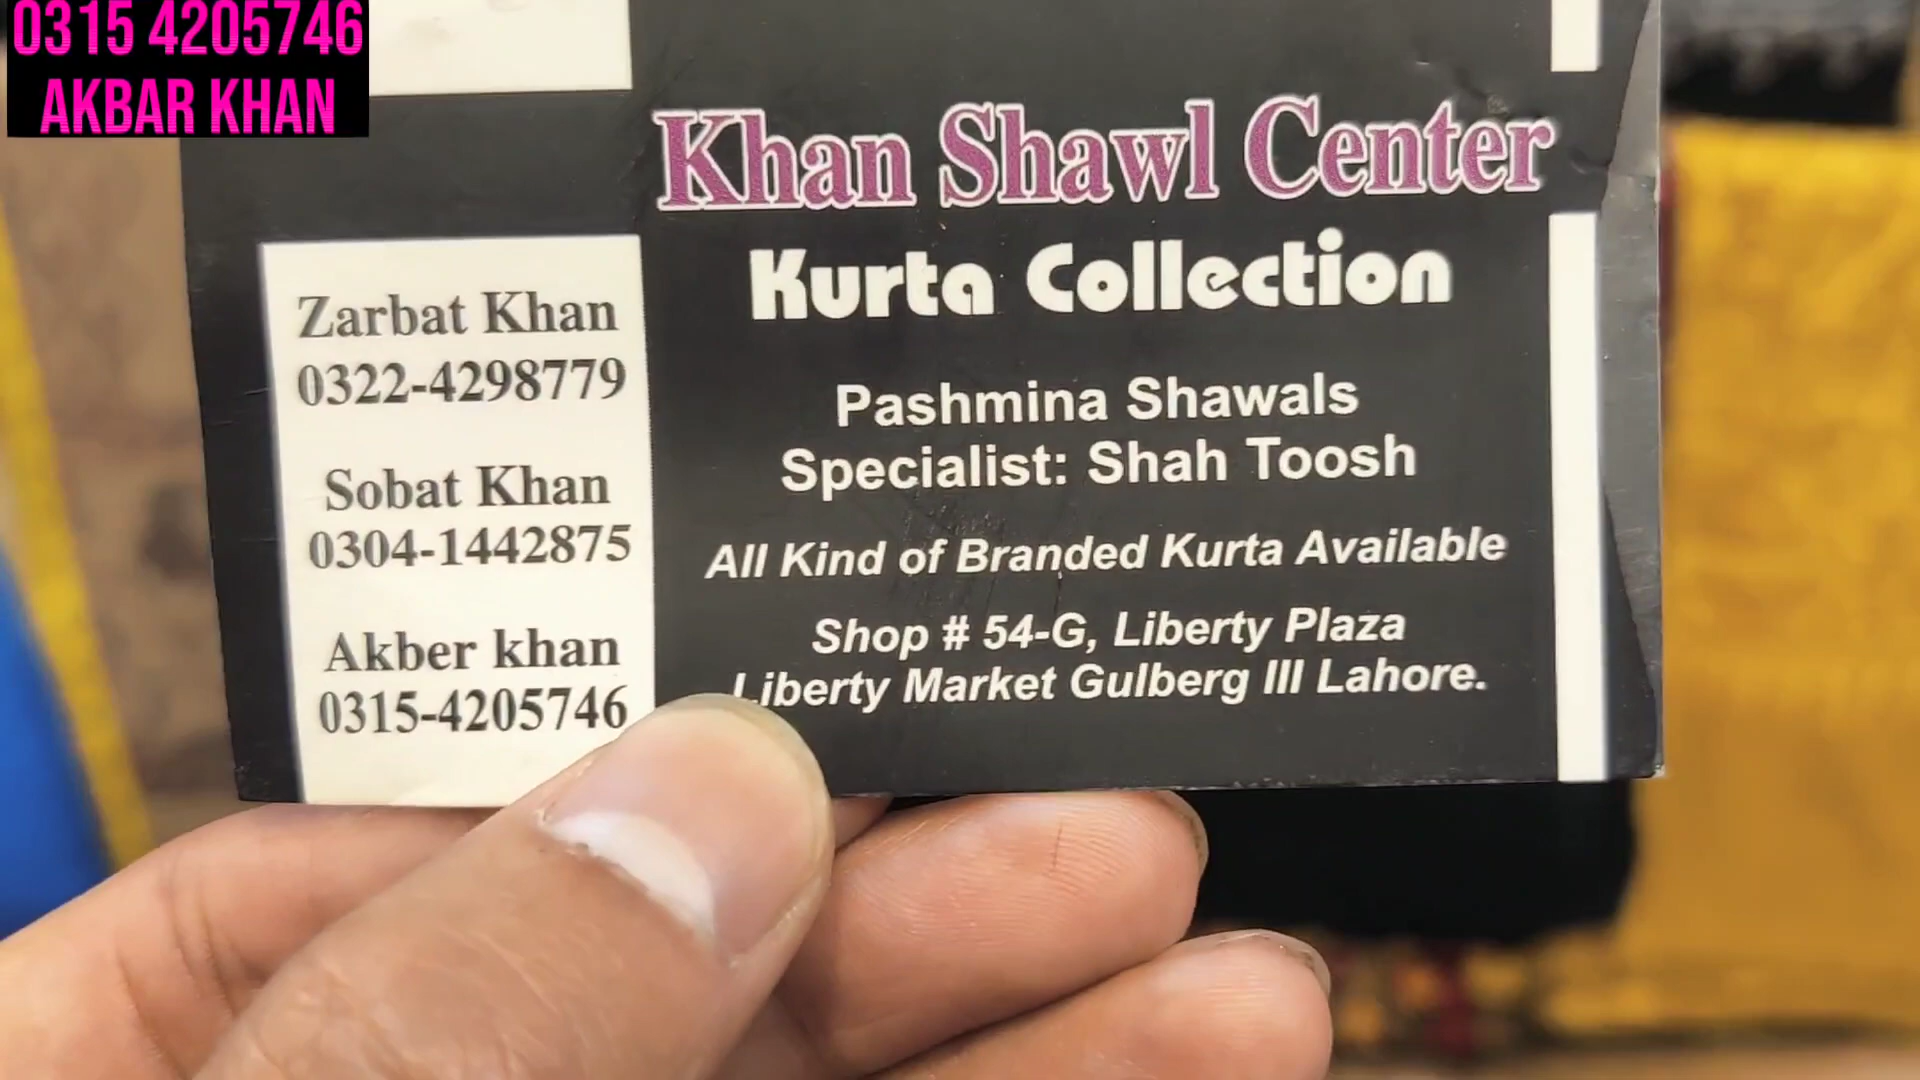 0315 4205746
AKBAR KHAN
Khan Shawl Center
Kurta Collection
Zarbat Khan
0322-4298779
Sobat Khan
0304-1442875
Akber khan
0315-4205746
Pashmina Shawals
Specialist: Shah Toosh
All Kind of Branded Kurta Available
Shop # 54-G, Liberty Plaza
Liberty Market Gulberg III Lahore.